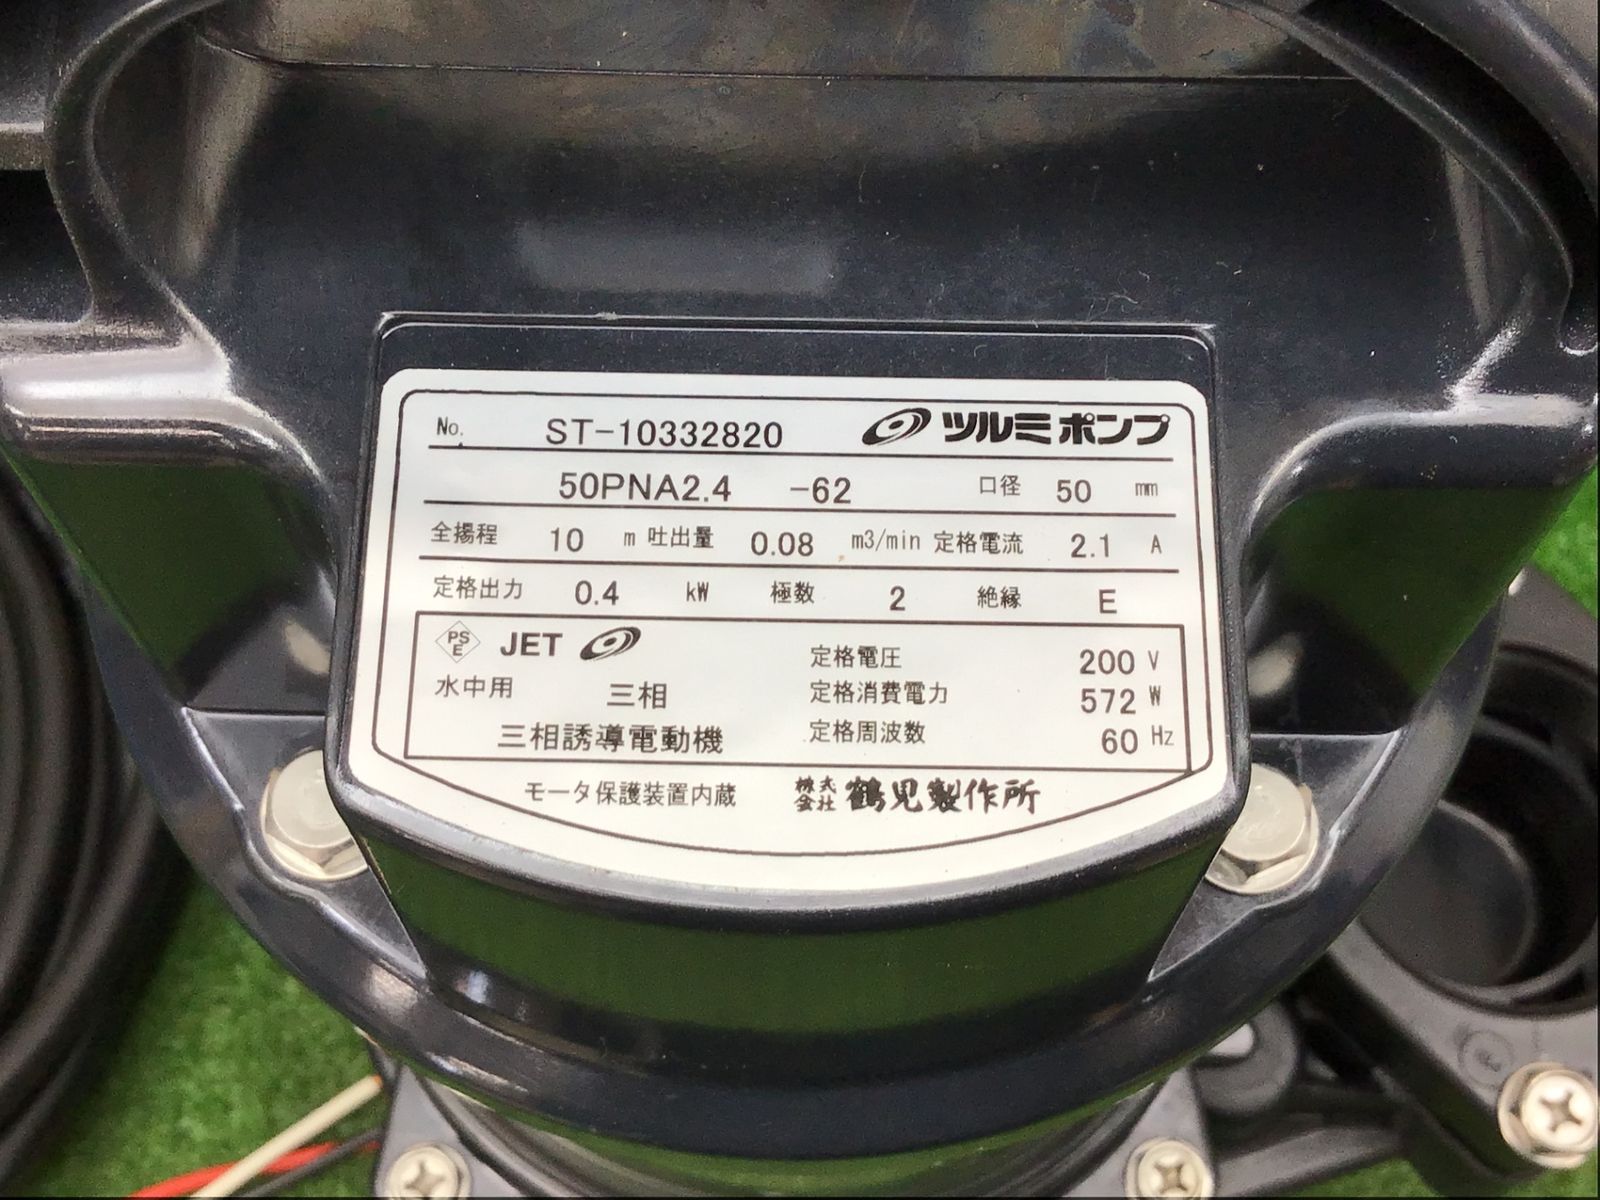 No. ST-10332820 ツルミポンプ
50PNA2.4 -62 口径 50 mm
全揚程 10 m 吐出量 0.08 m3/min 定格電流 2.1 A
定格出力 0.4 kW 極数 2 絶縁 E
PS E JET 定格電圧 200 V
水中用 三相 定格消費電力 572 W
三相誘導電動機 定格周波数 60 Hz
モータ保護装置内蔵 株式会社 鶴見製作所